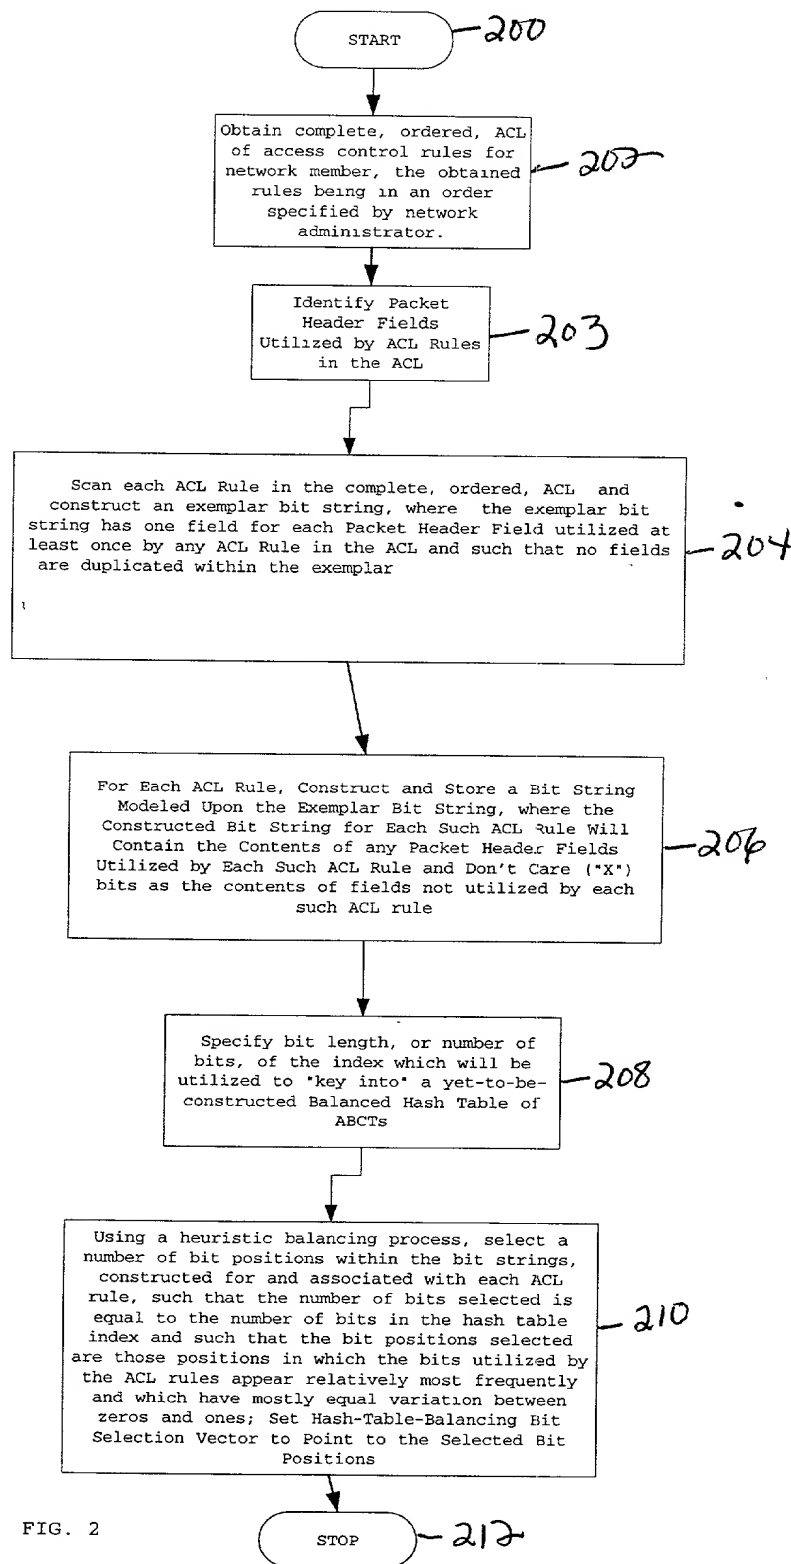 START
200
Obtain complete, ordered, ACL
of access control rules for
network member, the obtained
rules being in an order
specified by network
administrator.
202
Identify Packet
Header Fields
Utilized by ACL Rules
in the ACL
203
Scan each ACL Rule in the complete, ordered, ACL and
construct an exemplar bit string, where the exemplar bit
string has one field for each Packet Header Field utilized at
least once by any ACL Rule in the ACL and such that no fields
are duplicated within the exemplar
204
For Each ACL Rule, Construct and Store a Bit String
Modeled Upon the Exemplar Bit String, where the
Constructed Bit String for Each Such ACL Rule Will
Contain the Contents of any Packet Header Fields
Utilized by Each Such ACL Rule and Don't Care ("X")
bits as the contents of fields not utilized by each
such ACL rule
206
Specify bit length, or number of
bits, of the index which will be
utilized to "key into" a yet-to-be-
constructed Balanced Hash Table of
ABCTs
208
Using a heuristic balancing process, select a
number of bit positions within the bit strings,
constructed for and associated with each ACL
rule, such that the number of bits selected is
equal to the number of bits in the hash table
index and such that the bit positions selected
are those positions in which the bits utilized by
the ACL rules appear relatively most frequently
and which have mostly equal variation between
zeros and ones; Set Hash-Table-Balancing Bit
Selection Vector to Point to the Selected Bit
Positions
210
FIG. 2
STOP
212